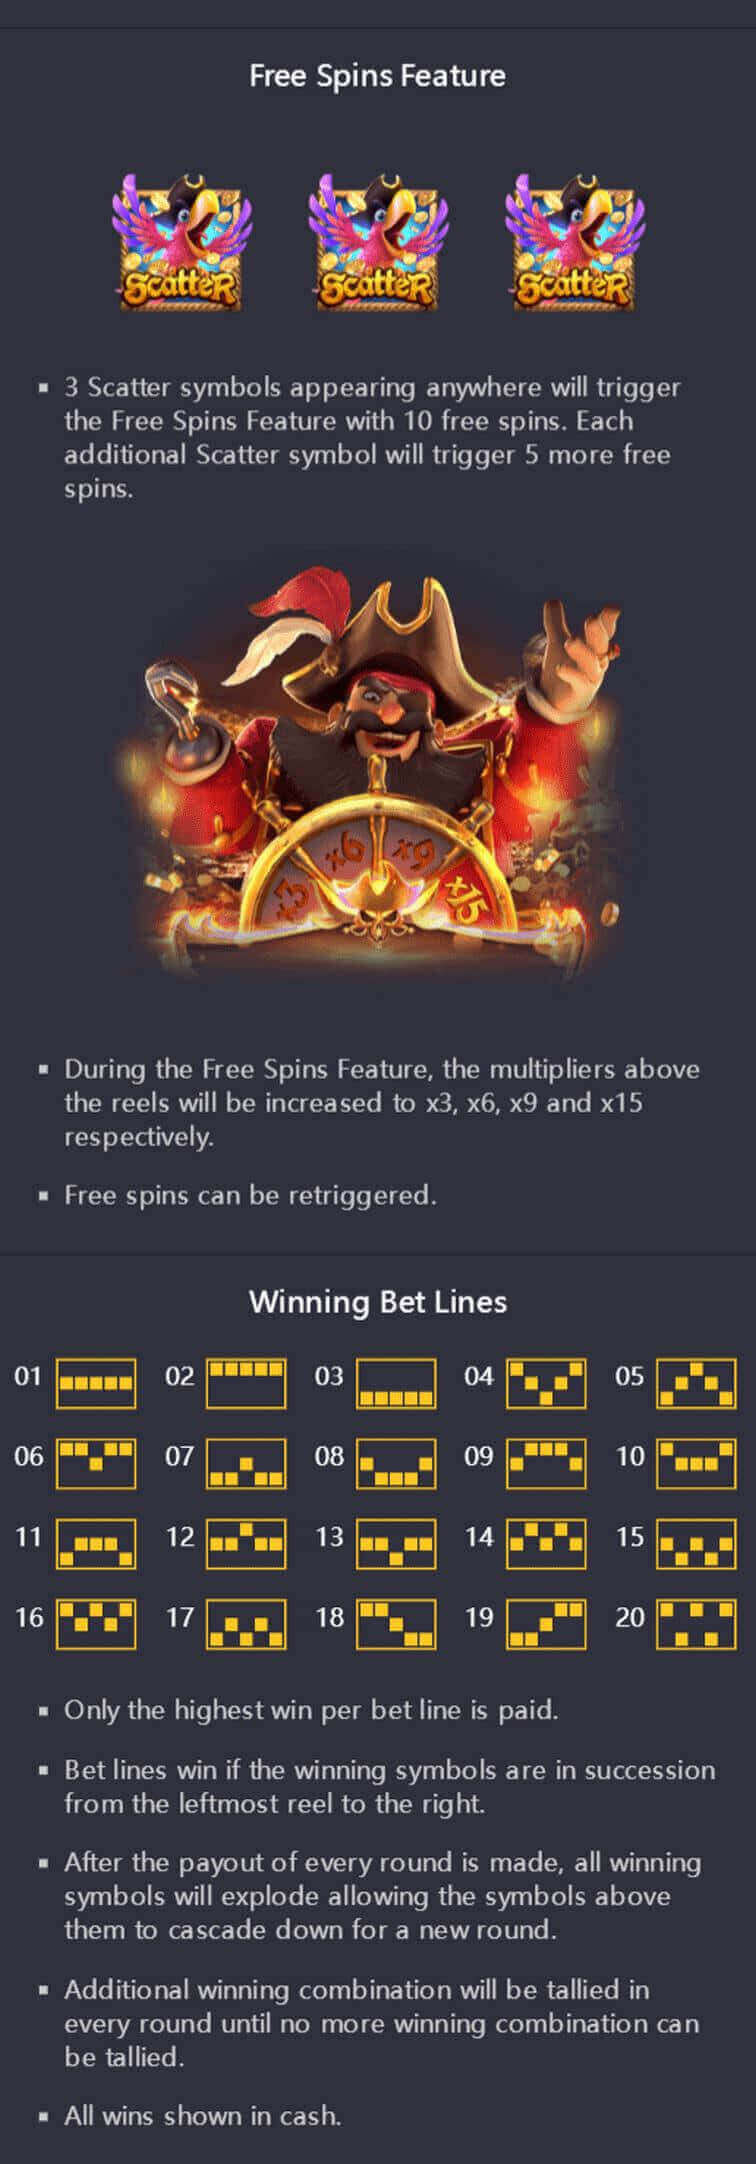 Free Spins Feature
Scatter Scatter Scatter
▪ 3 Scatter symbols appearing anywhere will trigger
the Free Spins Feature with 10 free spins. Each
additional Scatter symbol will trigger 5 more free
spins.
x3 x6 x9 x15
▪ During the Free Spins Feature, the multipliers above
the reels will be increased to x3, x6, x9 and x15
respectively.
▪ Free spins can be retriggered.
Winning Bet Lines
01 02 03 04 05
06 07 08 09 10
11 12 13 14 15
16 17 18 19 20
▪ Only the highest win per bet line is paid.
▪ Bet lines win if the winning symbols are in succession
from the leftmost reel to the right.
▪ After the payout of every round is made, all winning
symbols will explode allowing the symbols above
them to cascade down for a new round.
▪ Additional winning combination will be tallied in
every round until no more winning combination can
be tallied.
▪ All wins shown in cash.